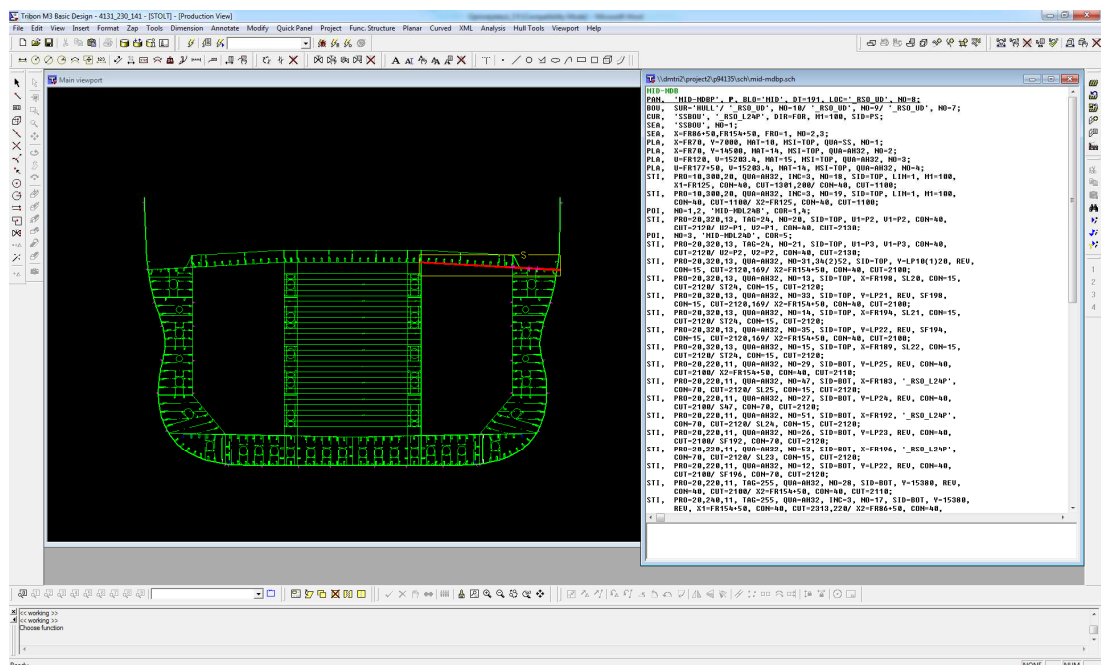 Tribon M3 Basic Design - 4131_230_141 - [STOLT] - [Production View]
File Edit View Insert Format Zap Tools Dimension Annotate Modify Quick Panel Project Func. Structure Planar Curved XML Analysis Hull Tools Viewport Help
Main viewport
S
\\dmtri2\project2\p94135\sch\mid-mdbp.sch
MID-MDB
PAN, 'MID-MDBP', P, BLO='MID', DT=191, LOC='_RSO_UD', NO=8;
BOU, SUR='HULL'/ '_RSO_UD', NO=10/ '_RSO_UD', NO=9/ '_RSO_UD', NO=7;
CUR, 'SSBOU', '_RSO_L24P', DIR=FOR, M1=100, SID=PS;
SEA, 'SSBOU', NO=1;
SEA, X=FR86+50,FR154+50, FRO=1, NO=2,3;
PLA, X=FR70, Y=7000, MAT=10, MSI=TOP, QUA=SS, NO=1;
PLA, X=FR70, Y=14500, MAT=14, MSI=TOP, QUA=AH32, NO=2;
PLA, U=FR120, V=15203.4, MAT=15, MSI=TOP, QUA=AH32, NO=3;
PLA, U=FR177+50, V=15203.4, MAT=14, MSI=TOP, QUA=AH32, NO=4;
STI, PRO=10,300,20, QUA=AH32, INC=3, NO=18, SID=TOP, LIM=1, M1=100,
X1=FR125, CON=40, CUT=1301,200/ CON=40, CUT=1100;
STI, PRO=10,300,20, QUA=AH32, INC=3, NO=19, SID=TOP, LIM=1, M1=100,
CON=40, CUT=1100/ X2=FR125, CON=40, CUT=1100;
POI, NO=1,2, 'MID-MDL24B', COR=1,4;
STI, PRO=20,320,13, TAG=24, NO=20, SID=TOP, U1=P2, V1=P2, CON=40,
CUT=2120/ U2=P1, V2=P1, CON=40, CUT=2130;
POI, NO=3, 'MID-MDL24D', COR=5;
STI, PRO=20,320,13, TAG=24, NO=21, SID=TOP, U1=P3, V1=P3, CON=40,
CUT=2120/ U2=P2, V2=P2, CON=40, CUT=2130;
STI, PRO=20,320,13, QUA=AH32, NO=31,34(2)52, SID=TOP, Y=LP10(1)20, REV,
CON=15, CUT=2120,169/ X2=FR154+50, CON=40, CUT=2100;
STI, PRO=20,320,13, QUA=AH32, NO=13, SID=TOP, X=FR198, SL20, CON=15,
CUT=2120/ ST24, CON=15, CUT=2120;
STI, PRO=20,320,13, QUA=AH32, NO=33, SID=TOP, Y=LP21, REV, SF198,
CON=15, CUT=2120,169/ X2=FR154+50, CON=40, CUT=2100;
STI, PRO=20,320,13, QUA=AH32, NO=14, SID=TOP, X=FR194, SL21, CON=15,
CUT=2120/ ST24, CON=15, CUT=2120;
STI, PRO=20,320,13, QUA=AH32, NO=35, SID=TOP, Y=LP22, REV, SF194,
CON=15, CUT=2120,169/ X2=FR154+50, CON=40, CUT=2100;
STI, PRO=20,320,13, QUA=AH32, NO=15, SID=TOP, X=FR189, SL22, CON=15,
CUT=2120/ ST24, CON=15, CUT=2120;
STI, PRO=20,220,11, QUA=AH32, NO=29, SID=BOT, Y=LP25, REV, CON=40,
CUT=2100/ X2=FR154+50, CON=40, CUT=2110;
STI, PRO=20,220,11, QUA=AH32, NO=47, SID=BOT, X=FR183, '_RSO_L24P',
CON=70, CUT=2120/ SL25, CON=15, CUT=2120;
STI, PRO=20,220,11, QUA=AH32, NO=27, SID=BOT, Y=LP24, REV, CON=40,
CUT=2100/ S47, CON=70, CUT=2120;
STI, PRO=20,220,11, QUA=AH32, NO=51, SID=BOT, X=FR192, '_RSO_L24P',
CON=70, CUT=2120/ SL24, CON=15, CUT=2120;
STI, PRO=20,220,11, QUA=AH32, NO=26, SID=BOT, Y=LP23, REV, CON=40,
CUT=2100/ SF192, CON=70, CUT=2120;
STI, PRO=20,220,11, QUA=AH32, NO=53, SID=BOT, X=FR196, '_RSO_L24P',
CON=70, CUT=2120/ SL23, CON=15, CUT=2120;
STI, PRO=20,220,11, QUA=AH32, NO=12, SID=BOT, Y=LP22, REV, CON=40,
CUT=2100/ SF196, CON=70, CUT=2120;
STI, PRO=20,220,11, TAG=255, QUA=AH32, NO=28, SID=BOT, Y=15380, REV,
CON=40, CUT=2100/ X2=FR154+50, CON=40, CUT=2110;
STI, PRO=20,240,11, TAG=255, QUA=AH32, INC=3, NO=17, SID=BOT, Y=15380,
REV, X1=FR154+50, CON=40, CUT=2313,220/ X2=FR86+50, CON=40,
1
2
3
4
<< working >>
<< working >>
Choose function
Ready
NONE
NUM